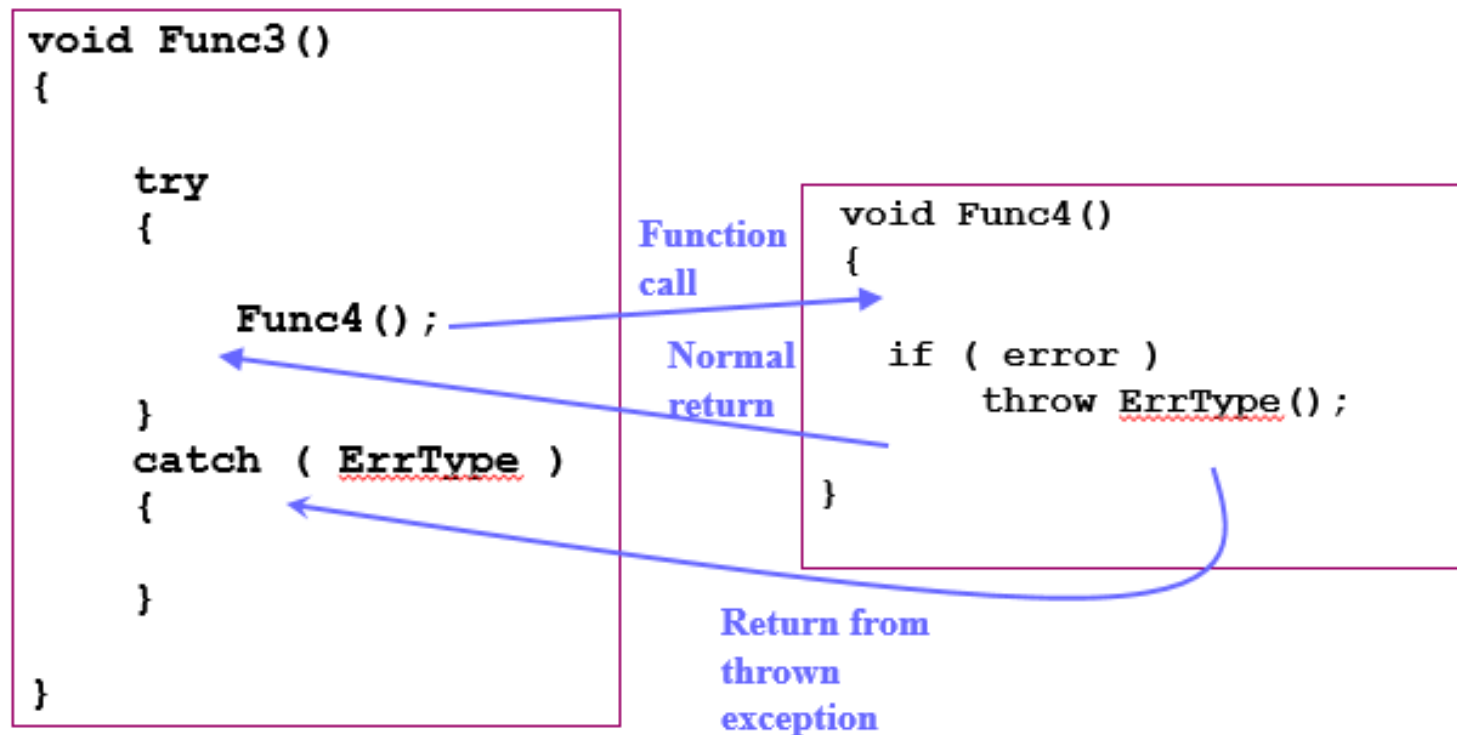 void Func3()
{
try
{
Func4();
}
catch ( ErrType )
{
}
}
Function
call
Normal
return
Return from
thrown
exception
void Func4()
{
if ( error )
throw ErrType();
}